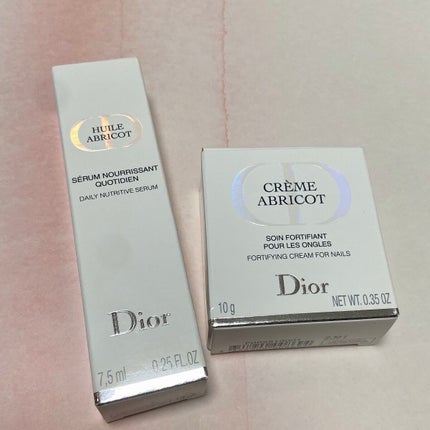 HUILE
ABRICOT
SÉRUM NOURRISSANT
QUOTIDIEN
DAILY NUTRITIVE SERUM
Dior
7.5 ml 0.25 FL.OZ
CRÈME
ABRICOT
SOIN FORTIFIANT
POUR LES ONGLES
FORTIFYING CREAM FOR NAILS
Dior
10 g NET WT. 0.35 OZ